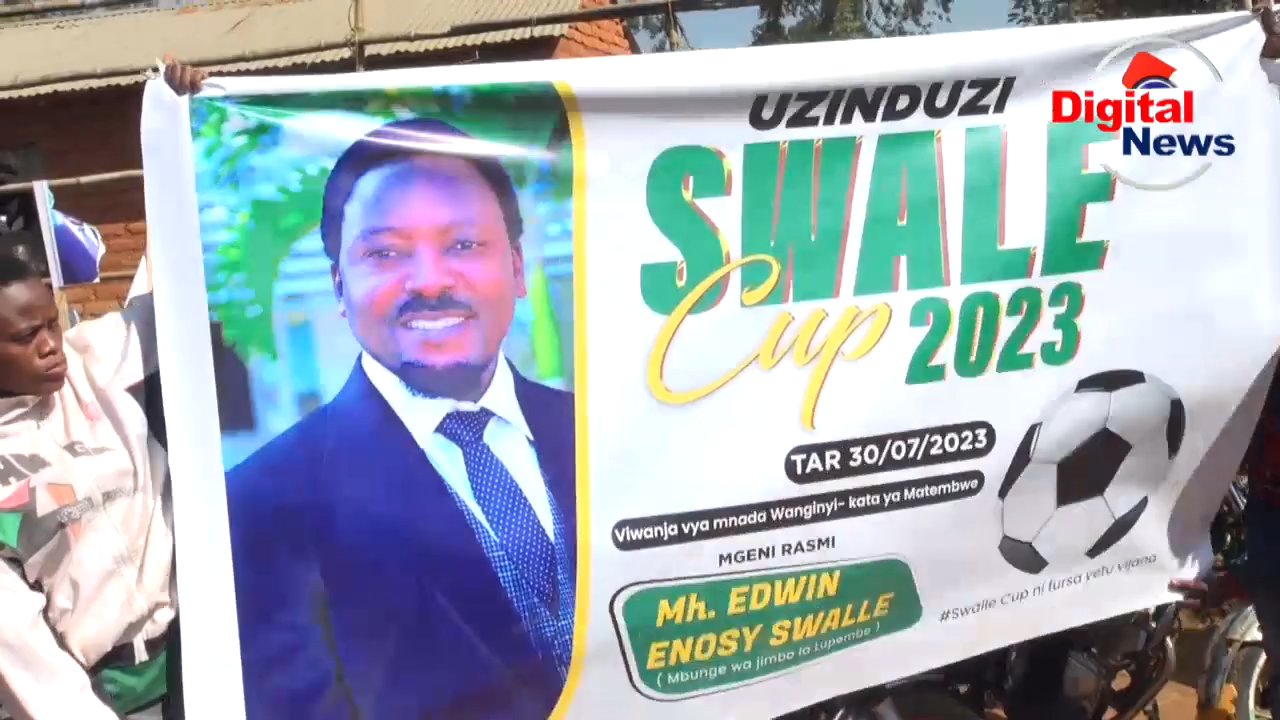 Digital
News
UZINDUZI
SWALE
Cup 2023
TAR 30/07/2023
Viwanja vya mnada Wanginyi- kata ya Matembwe
MGENI RASMI
Mh. EDWIN
ENOSY SWALLE
( Mbunge wa jimbo la Lupembe )
#Swalle Cup ni fursa yetu vijana